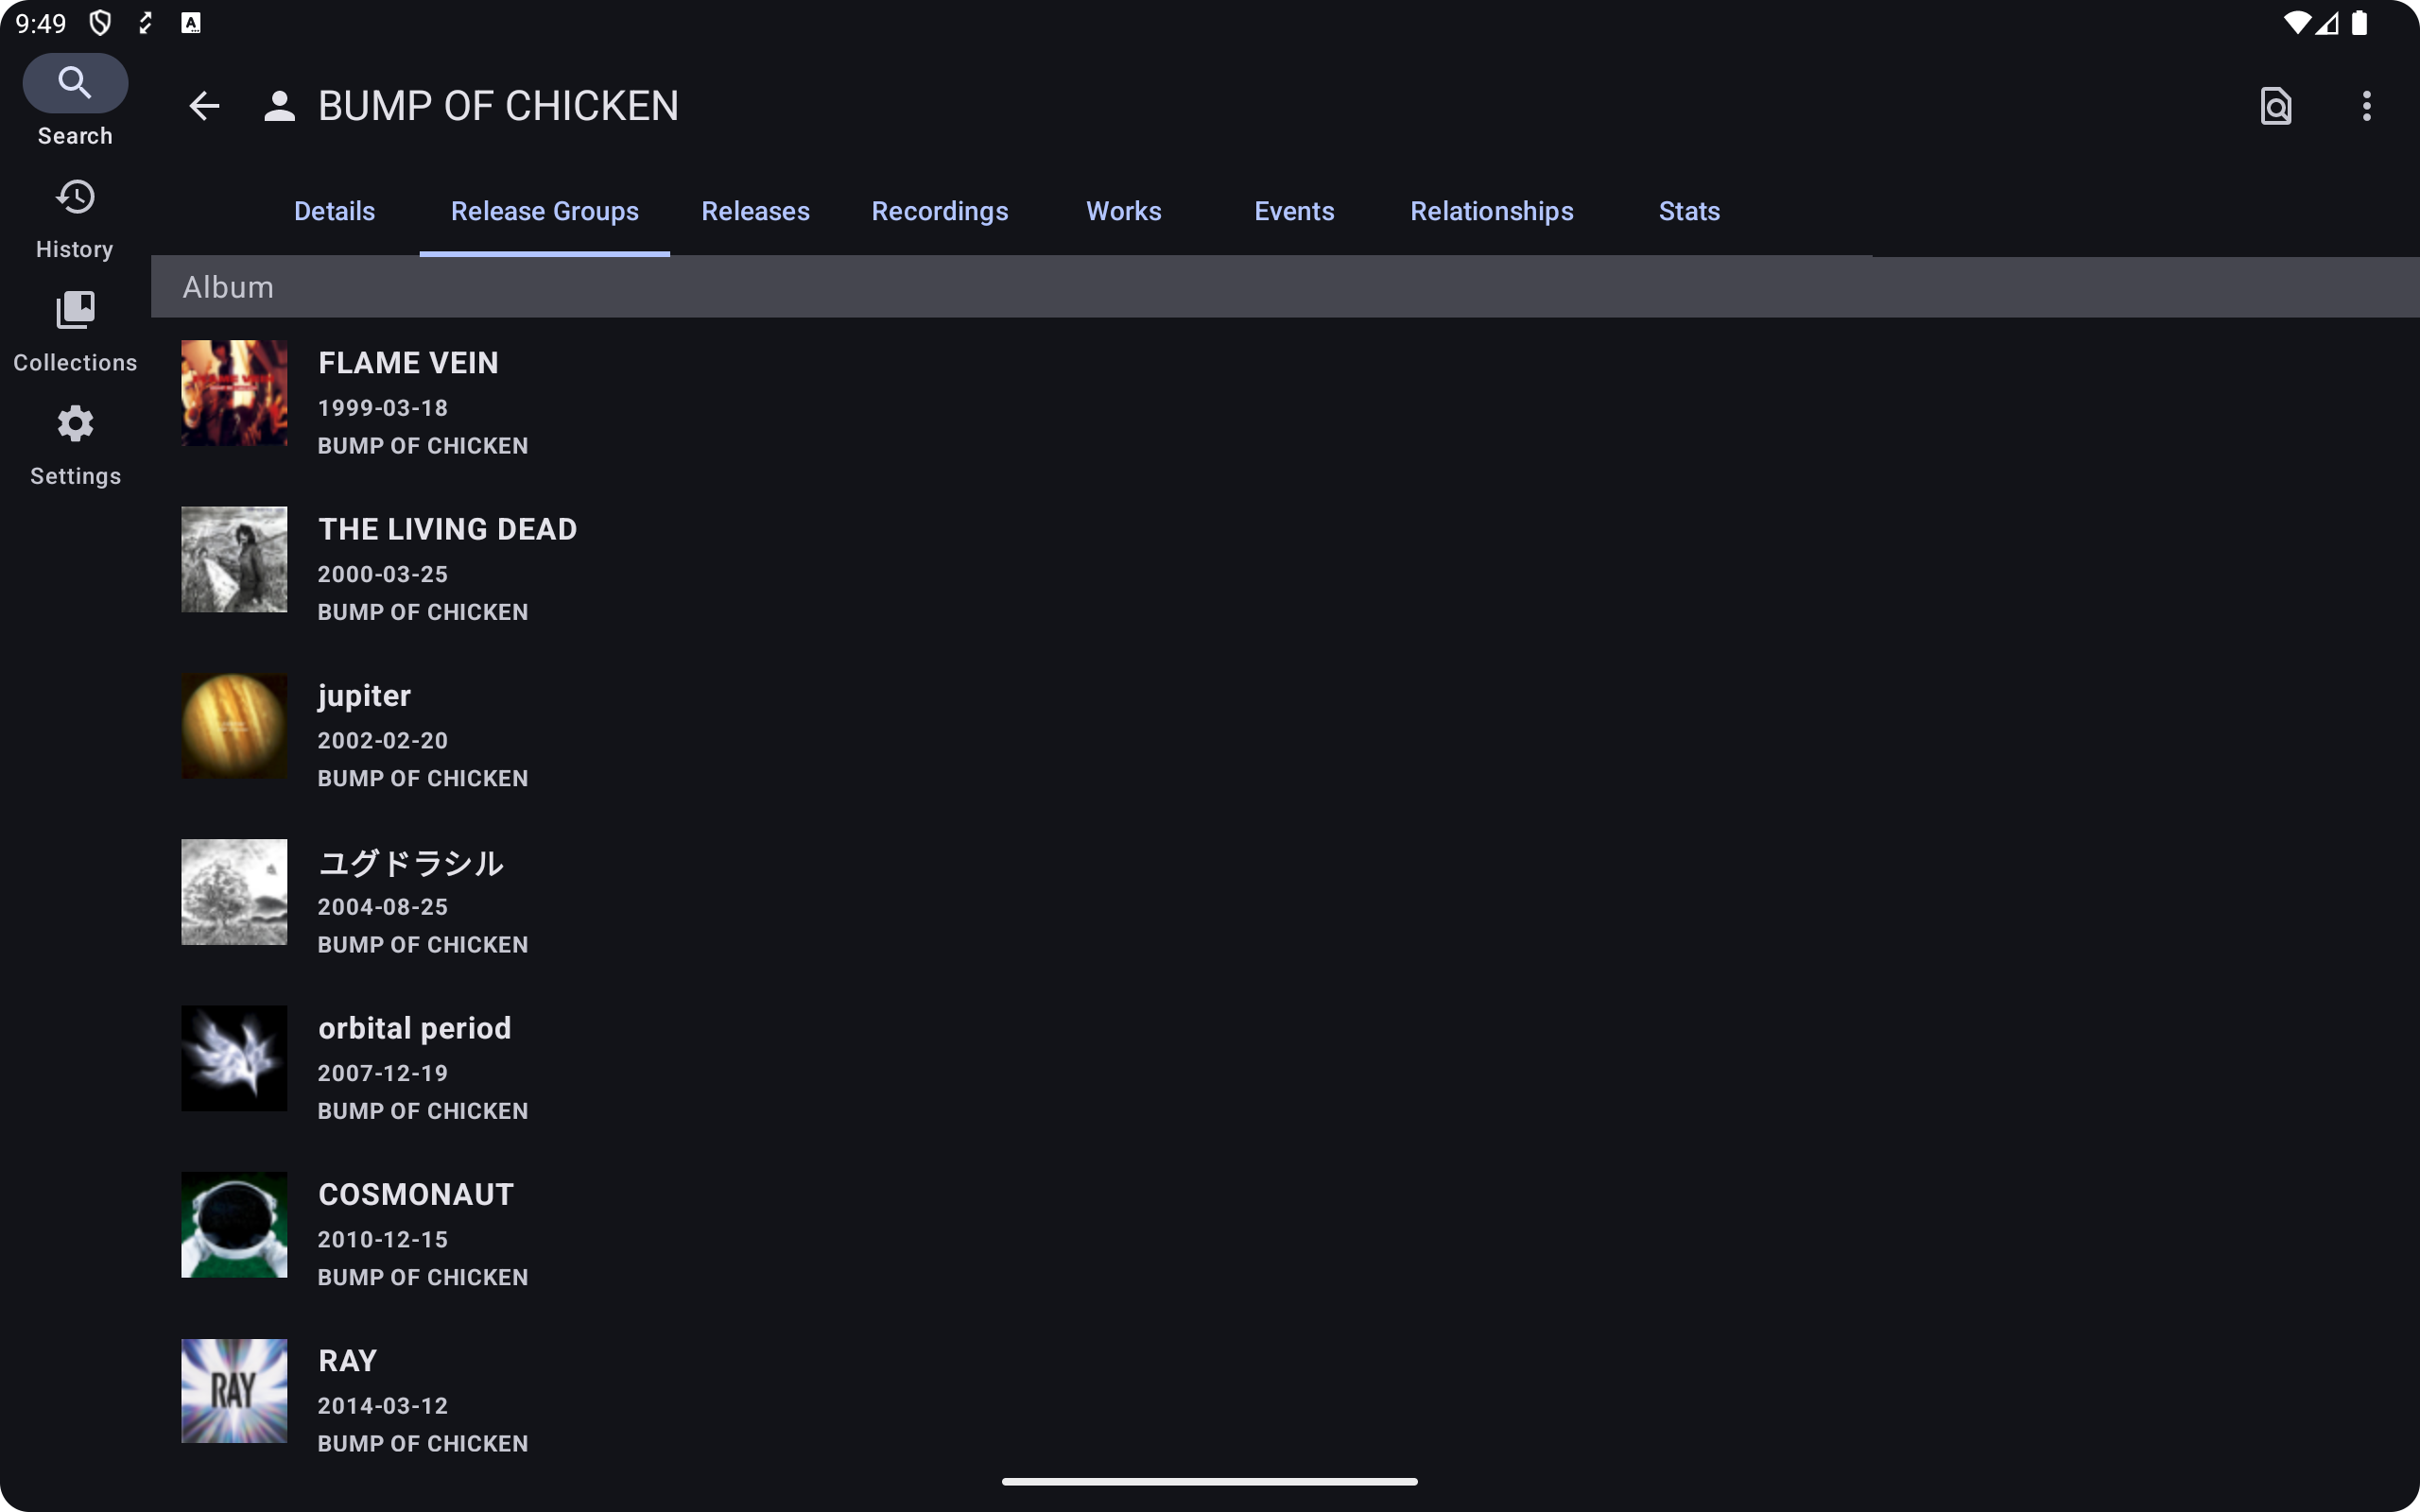 9:49
BUMP OF CHICKEN
Search
History
Collections
Settings
Details
Release Groups
Releases
Recordings
Works
Events
Relationships
Stats
Album
FLAME VEIN
1999-03-18
BUMP OF CHICKEN
THE LIVING DEAD
2000-03-25
BUMP OF CHICKEN
jupiter
2002-02-20
BUMP OF CHICKEN
ユグドラシル
2004-08-25
BUMP OF CHICKEN
orbital period
2007-12-19
BUMP OF CHICKEN
COSMONAUT
2010-12-15
BUMP OF CHICKEN
RAY
RAY
2014-03-12
BUMP OF CHICKEN